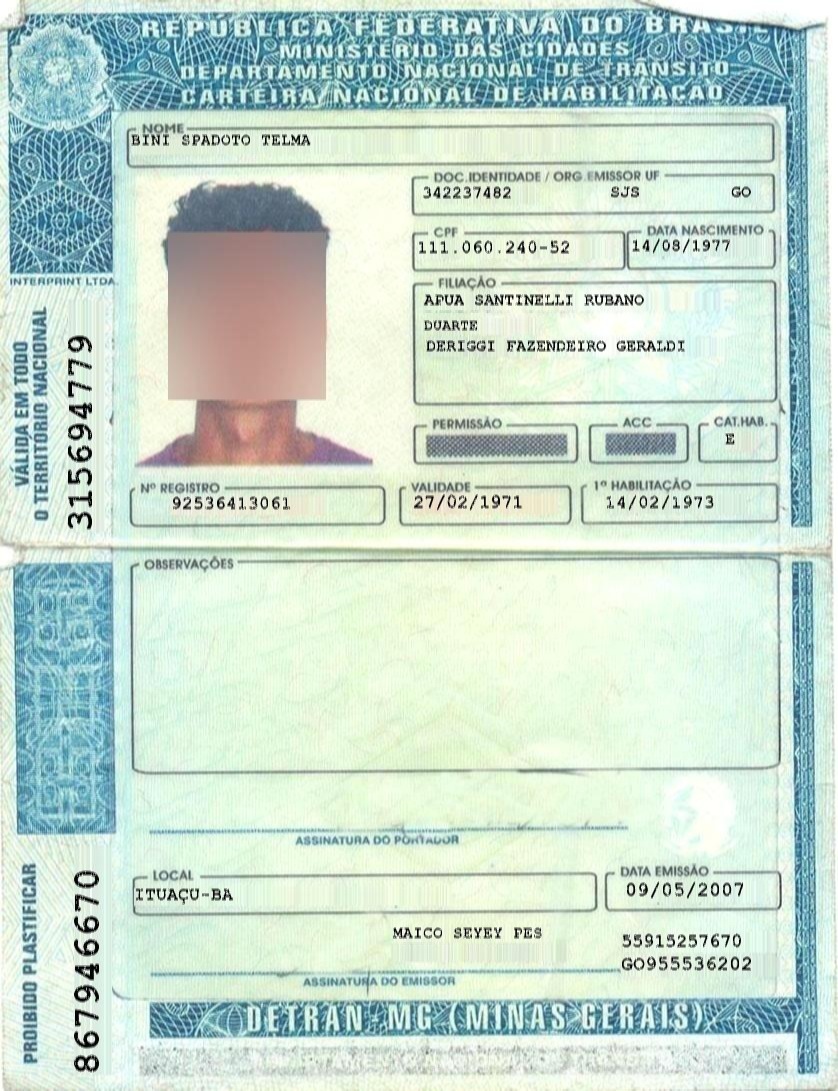 REPÚBLICA FEDERATIVA DO BRASIL
MINISTÉRIO DAS CIDADES
DEPARTAMENTO NACIONAL DE TRÂNSITO
CARTEIRA NACIONAL DE HABILITAÇÃO
NOME
BINI SPADOTO TELMA
DOC.IDENTIDADE / ORG.EMISSOR UF
342237482 SJS GO
CPF DATA NASCIMENTO
111.060.240-52 14/08/1977
FILIAÇÃO
APUA SANTINELLI RUBANO
DUARTE
DERIGGI FAZENDEIRO GERALDI
PERMISSÃO ACC CAT.HAB.
E
Nº REGISTRO VALIDADE 1ª HABILITAÇÃO
92536413061 27/02/1971 14/02/1973
INTERPRINT LTDA.
VÁLIDA EM TODO
O TERRITÓRIO NACIONAL
315694779
OBSERVAÇÕES
ASSINATURA DO PORTADOR
LOCAL DATA EMISSÃO
ITUAÇU-BA 09/05/2007
MAICO SEYEY PES
55915257670
GO955536202
ASSINATURA DO EMISSOR
PROIBIDO PLASTIFICAR
867946670
DETRAN-MG (MINAS GERAIS)